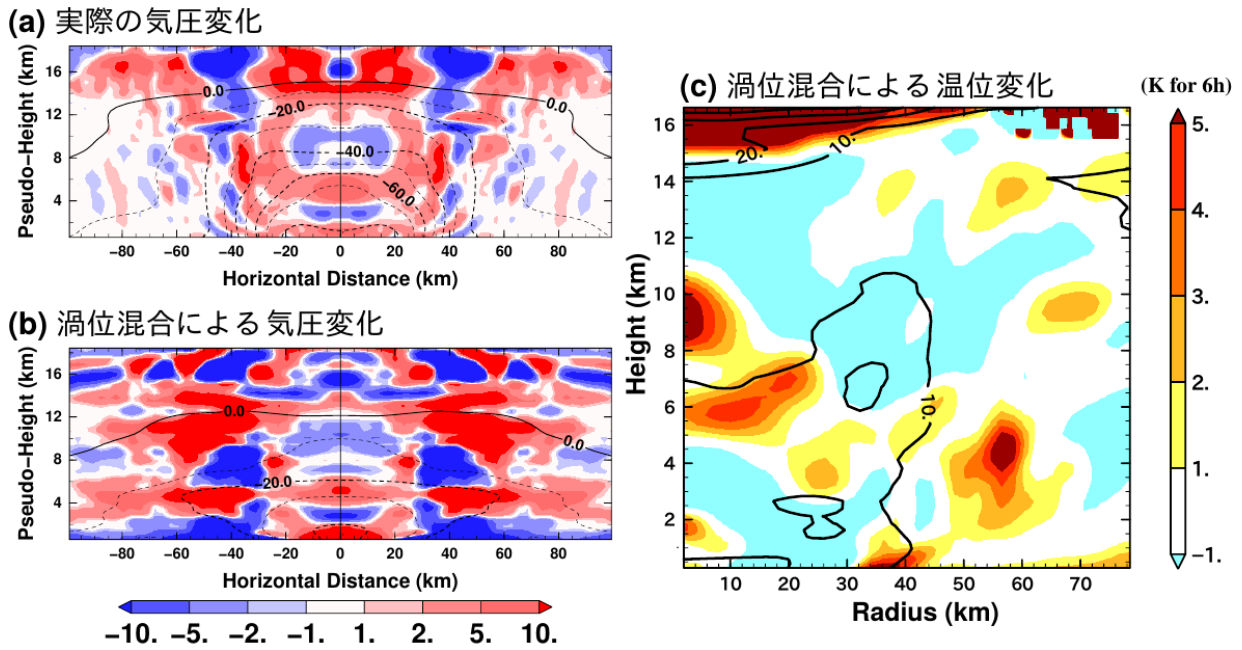 (a) 実際の気圧変化
Pseudo-Height (km)
16
12
8
4
0.0
-20.0
-40.0
-60.0
0.0
-80 -60 -40 -20 0 20 40 60 80
Horizontal Distance (km)
(b) 渦位混合による気圧変化
Pseudo-Height (km)
16
12
8
4
0.0
-20.0
0.0
-80 -60 -40 -20 0 20 40 60 80
Horizontal Distance (km)
-10. -5. -2. -1. 1. 2. 5. 10.
(c) 渦位混合による温位変化
(K for 6h)
Height (km)
16
14
12
10
8
6
4
2
20.
10.
10.
10 20 30 40 50 60 70
Radius (km)
5.
4.
3.
2.
1.
-1.